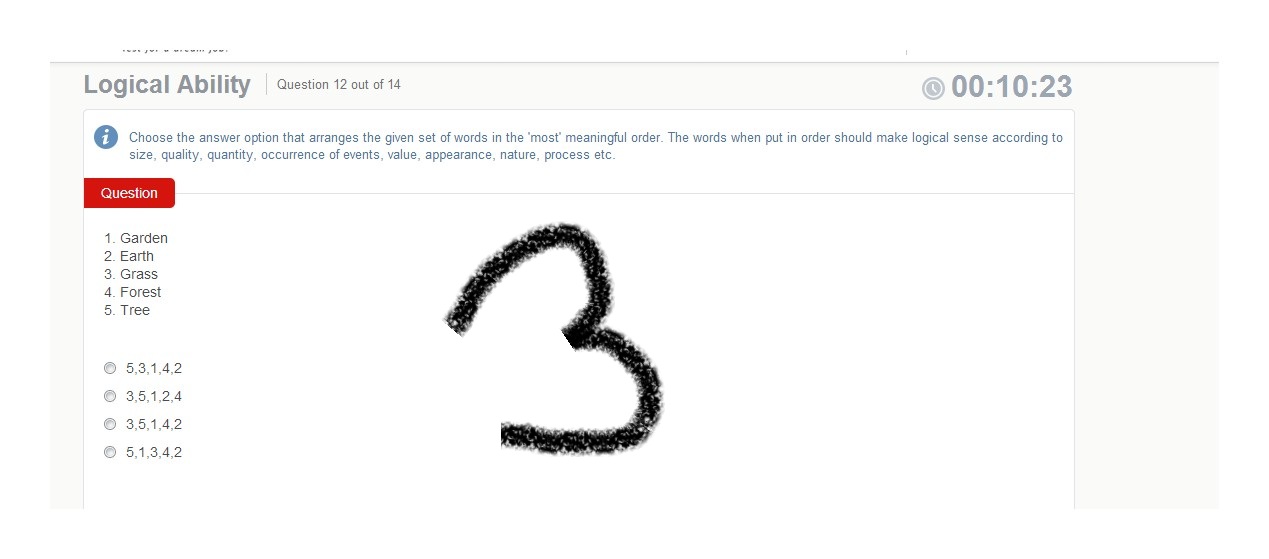 Logical Ability Question 12 out of 14 00:10:23
Choose the answer option that arranges the given set of words in the 'most' meaningful order. The words when put in order should make logical sense according to
size, quality, quantity, occurrence of events, value, appearance, nature, process etc.
Question
1. Garden
2. Earth
3. Grass
4. Forest
5. Tree
5,3,1,4,2
3,5,1,2,4
3,5,1,4,2
5,1,3,4,2
3